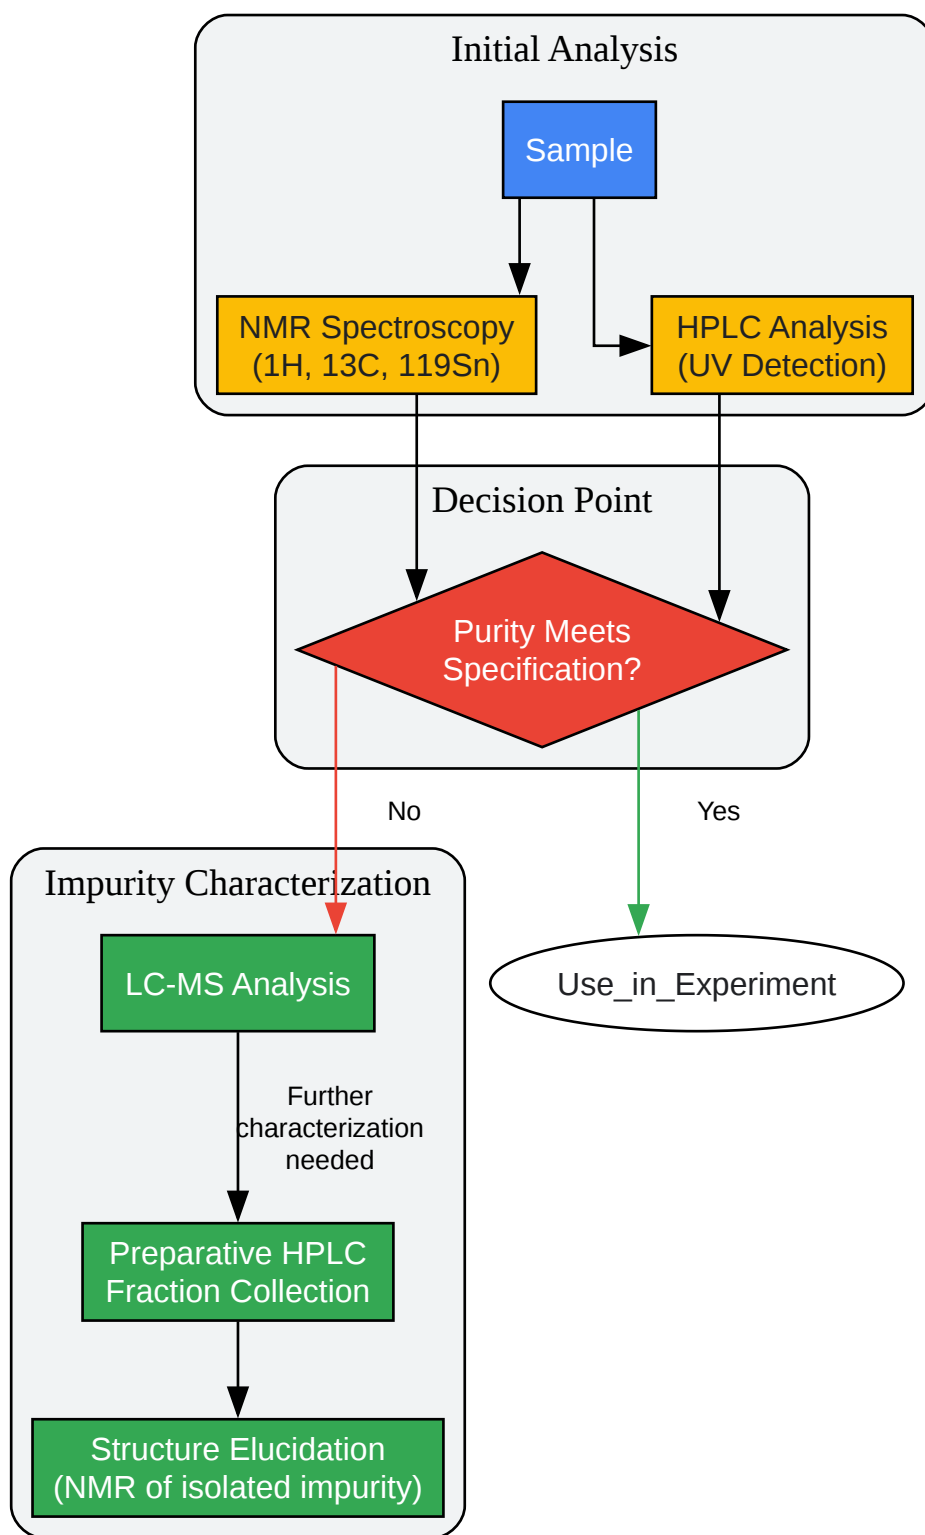 Initial Analysis
Sample
NMR Spectroscopy
(1H, 13C, 119Sn)
HPLC Analysis
(UV Detection)
Decision Point
Purity Meets
Specification?
No
Yes
Impurity Characterization
LC-MS Analysis
Use_in_Experiment
Further
characterization
needed
Preparative HPLC
Fraction Collection
Structure Elucidation
(NMR of isolated impurity)